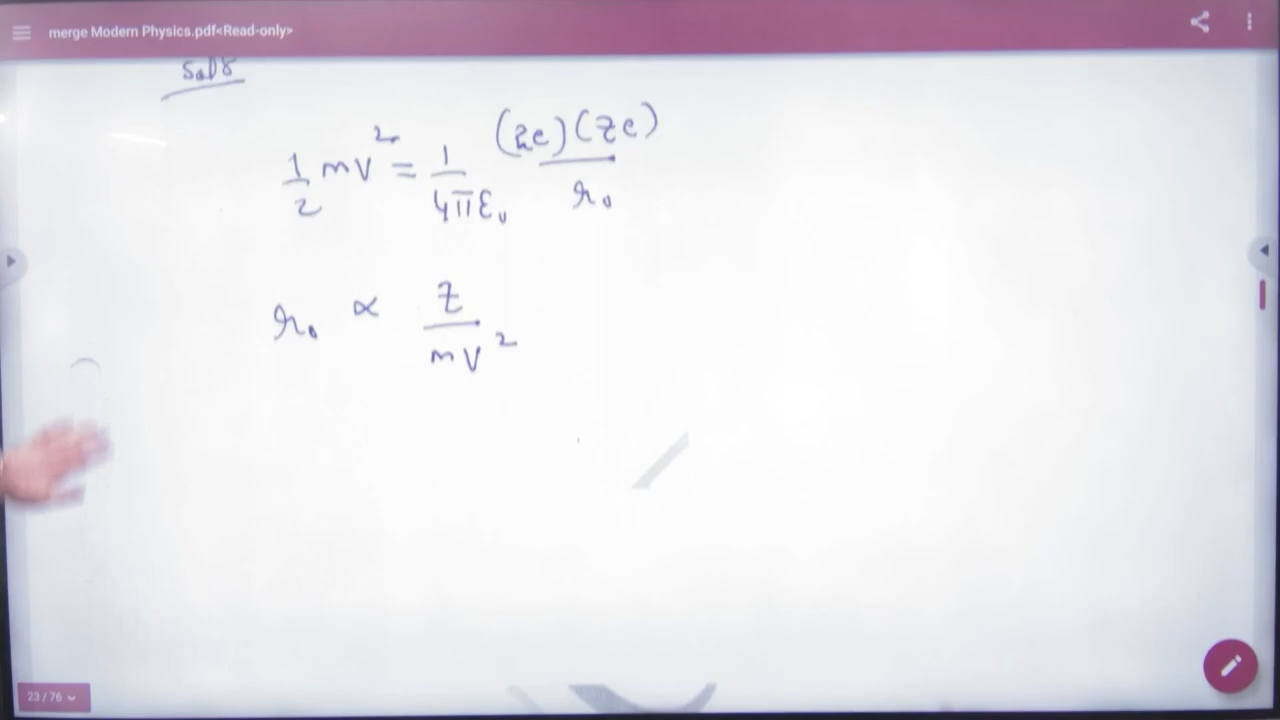 merge Modern Physics.pdf<Read-only>
Sol8
1/2 mv² = 1/4πε₀ (2e)(Ze)/r₀
r₀ ∝ Z/mv²
23 / 76